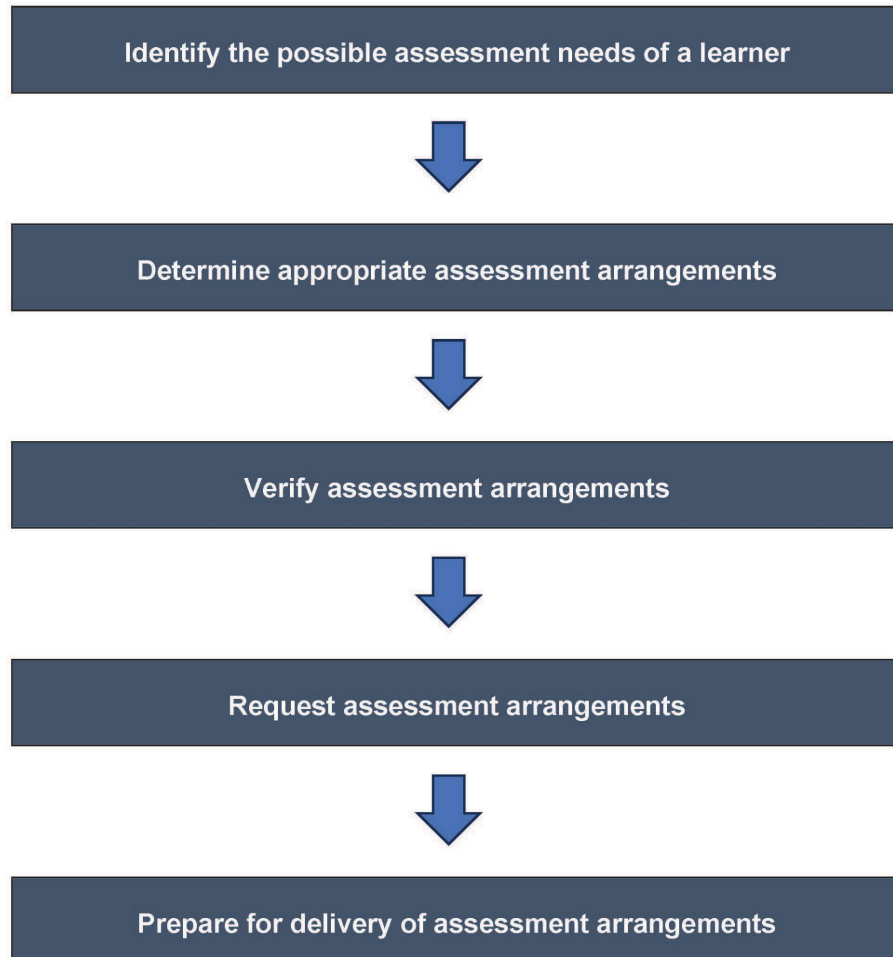 Identify the possible assessment needs of a learner
Determine appropriate assessment arrangements
Verify assessment arrangements
Request assessment arrangements
Prepare for delivery of assessment arrangements